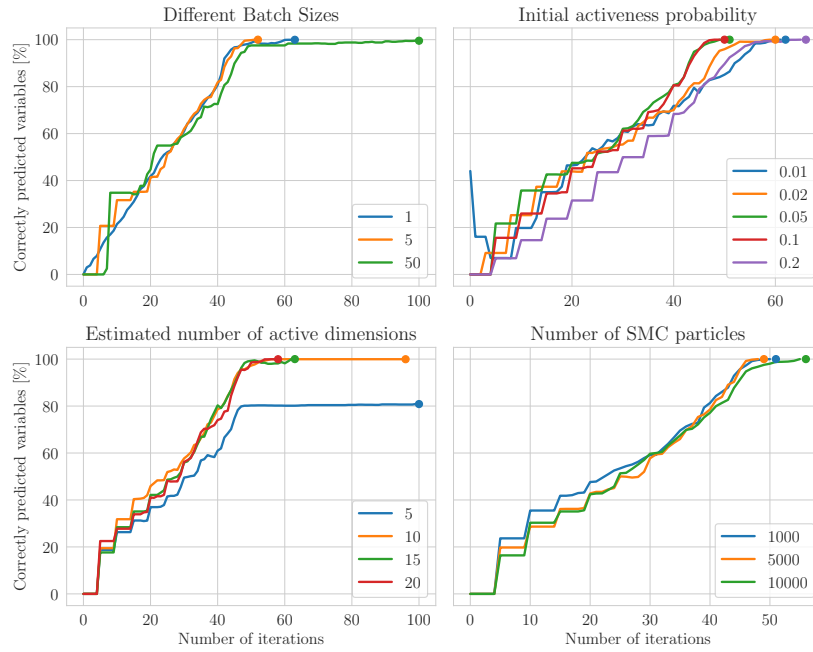 Different Batch Sizes
Correctly predicted variables [%]
100
80
60
40
20
0
0 20 40 60 80 100
1
5
50
Initial activeness probability
0 20 40 60
0.01
0.02
0.05
0.1
0.2
Estimated number of active dimensions
Correctly predicted variables [%]
100
80
60
40
20
0
0 20 40 60 80 100
Number of iterations
5
10
15
20
Number of SMC particles
0 10 20 30 40 50
Number of iterations
1000
5000
10000